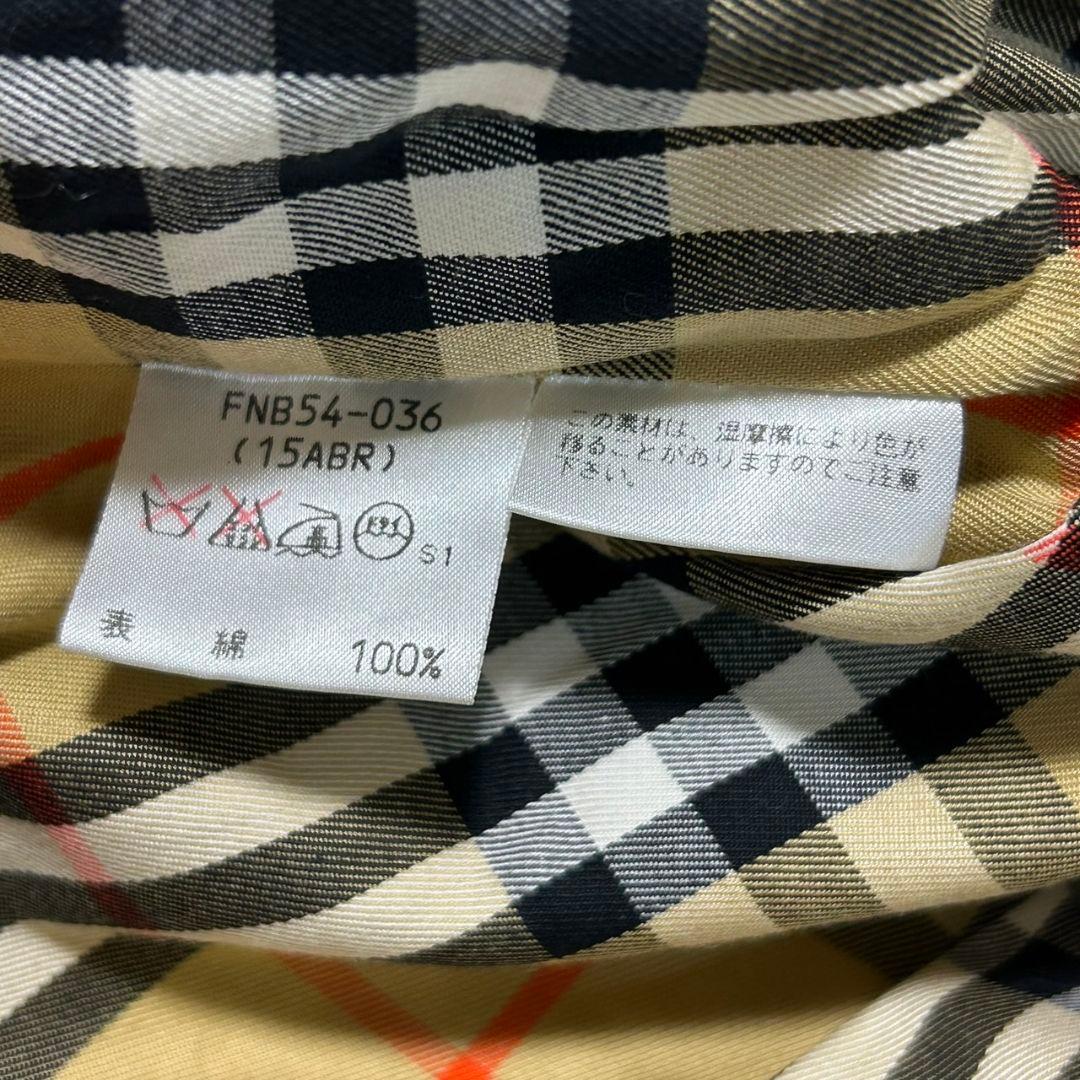 FNB54-036
(15ABR)
S1
表 綿 100%
この素材は、湿摩擦により色が
移ることがありますのでご注意
下さい。